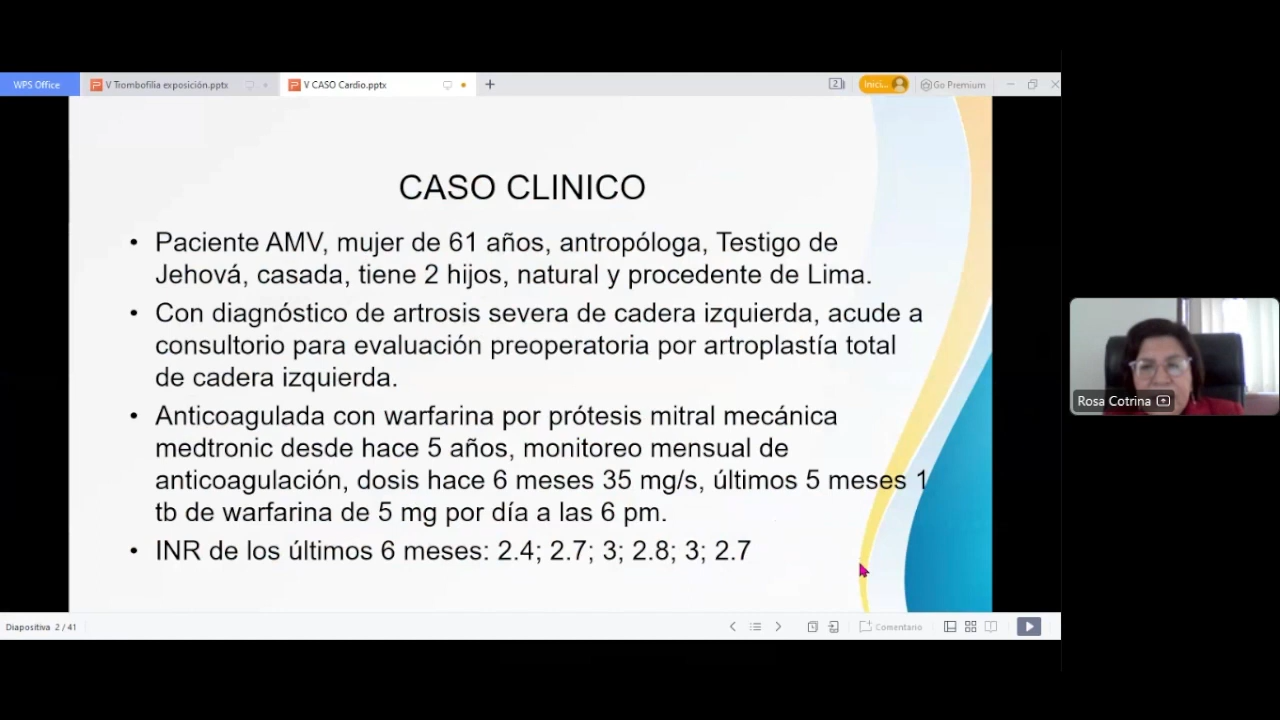 WPS Office
V Trombofilia exposición.pptx
V CASO Cardio.pptx
2
Inici...
Go Premium
CASO CLINICO
• Paciente AMV, mujer de 61 años, antropóloga, Testigo de
Jehová, casada, tiene 2 hijos, natural y procedente de Lima.
• Con diagnóstico de artrosis severa de cadera izquierda, acude a
consultorio para evaluación preoperatoria por artroplastía total
de cadera izquierda.
• Anticoagulada con warfarina por prótesis mitral mecánica
medtronic desde hace 5 años, monitoreo mensual de
anticoagulación, dosis hace 6 meses 35 mg/s, últimos 5 meses 1
tb de warfarina de 5 mg por día a las 6 pm.
• INR de los últimos 6 meses: 2.4; 2.7; 3; 2.8; 3; 2.7
Rosa Cotrina
Diapositiva 2 / 41
Comentario